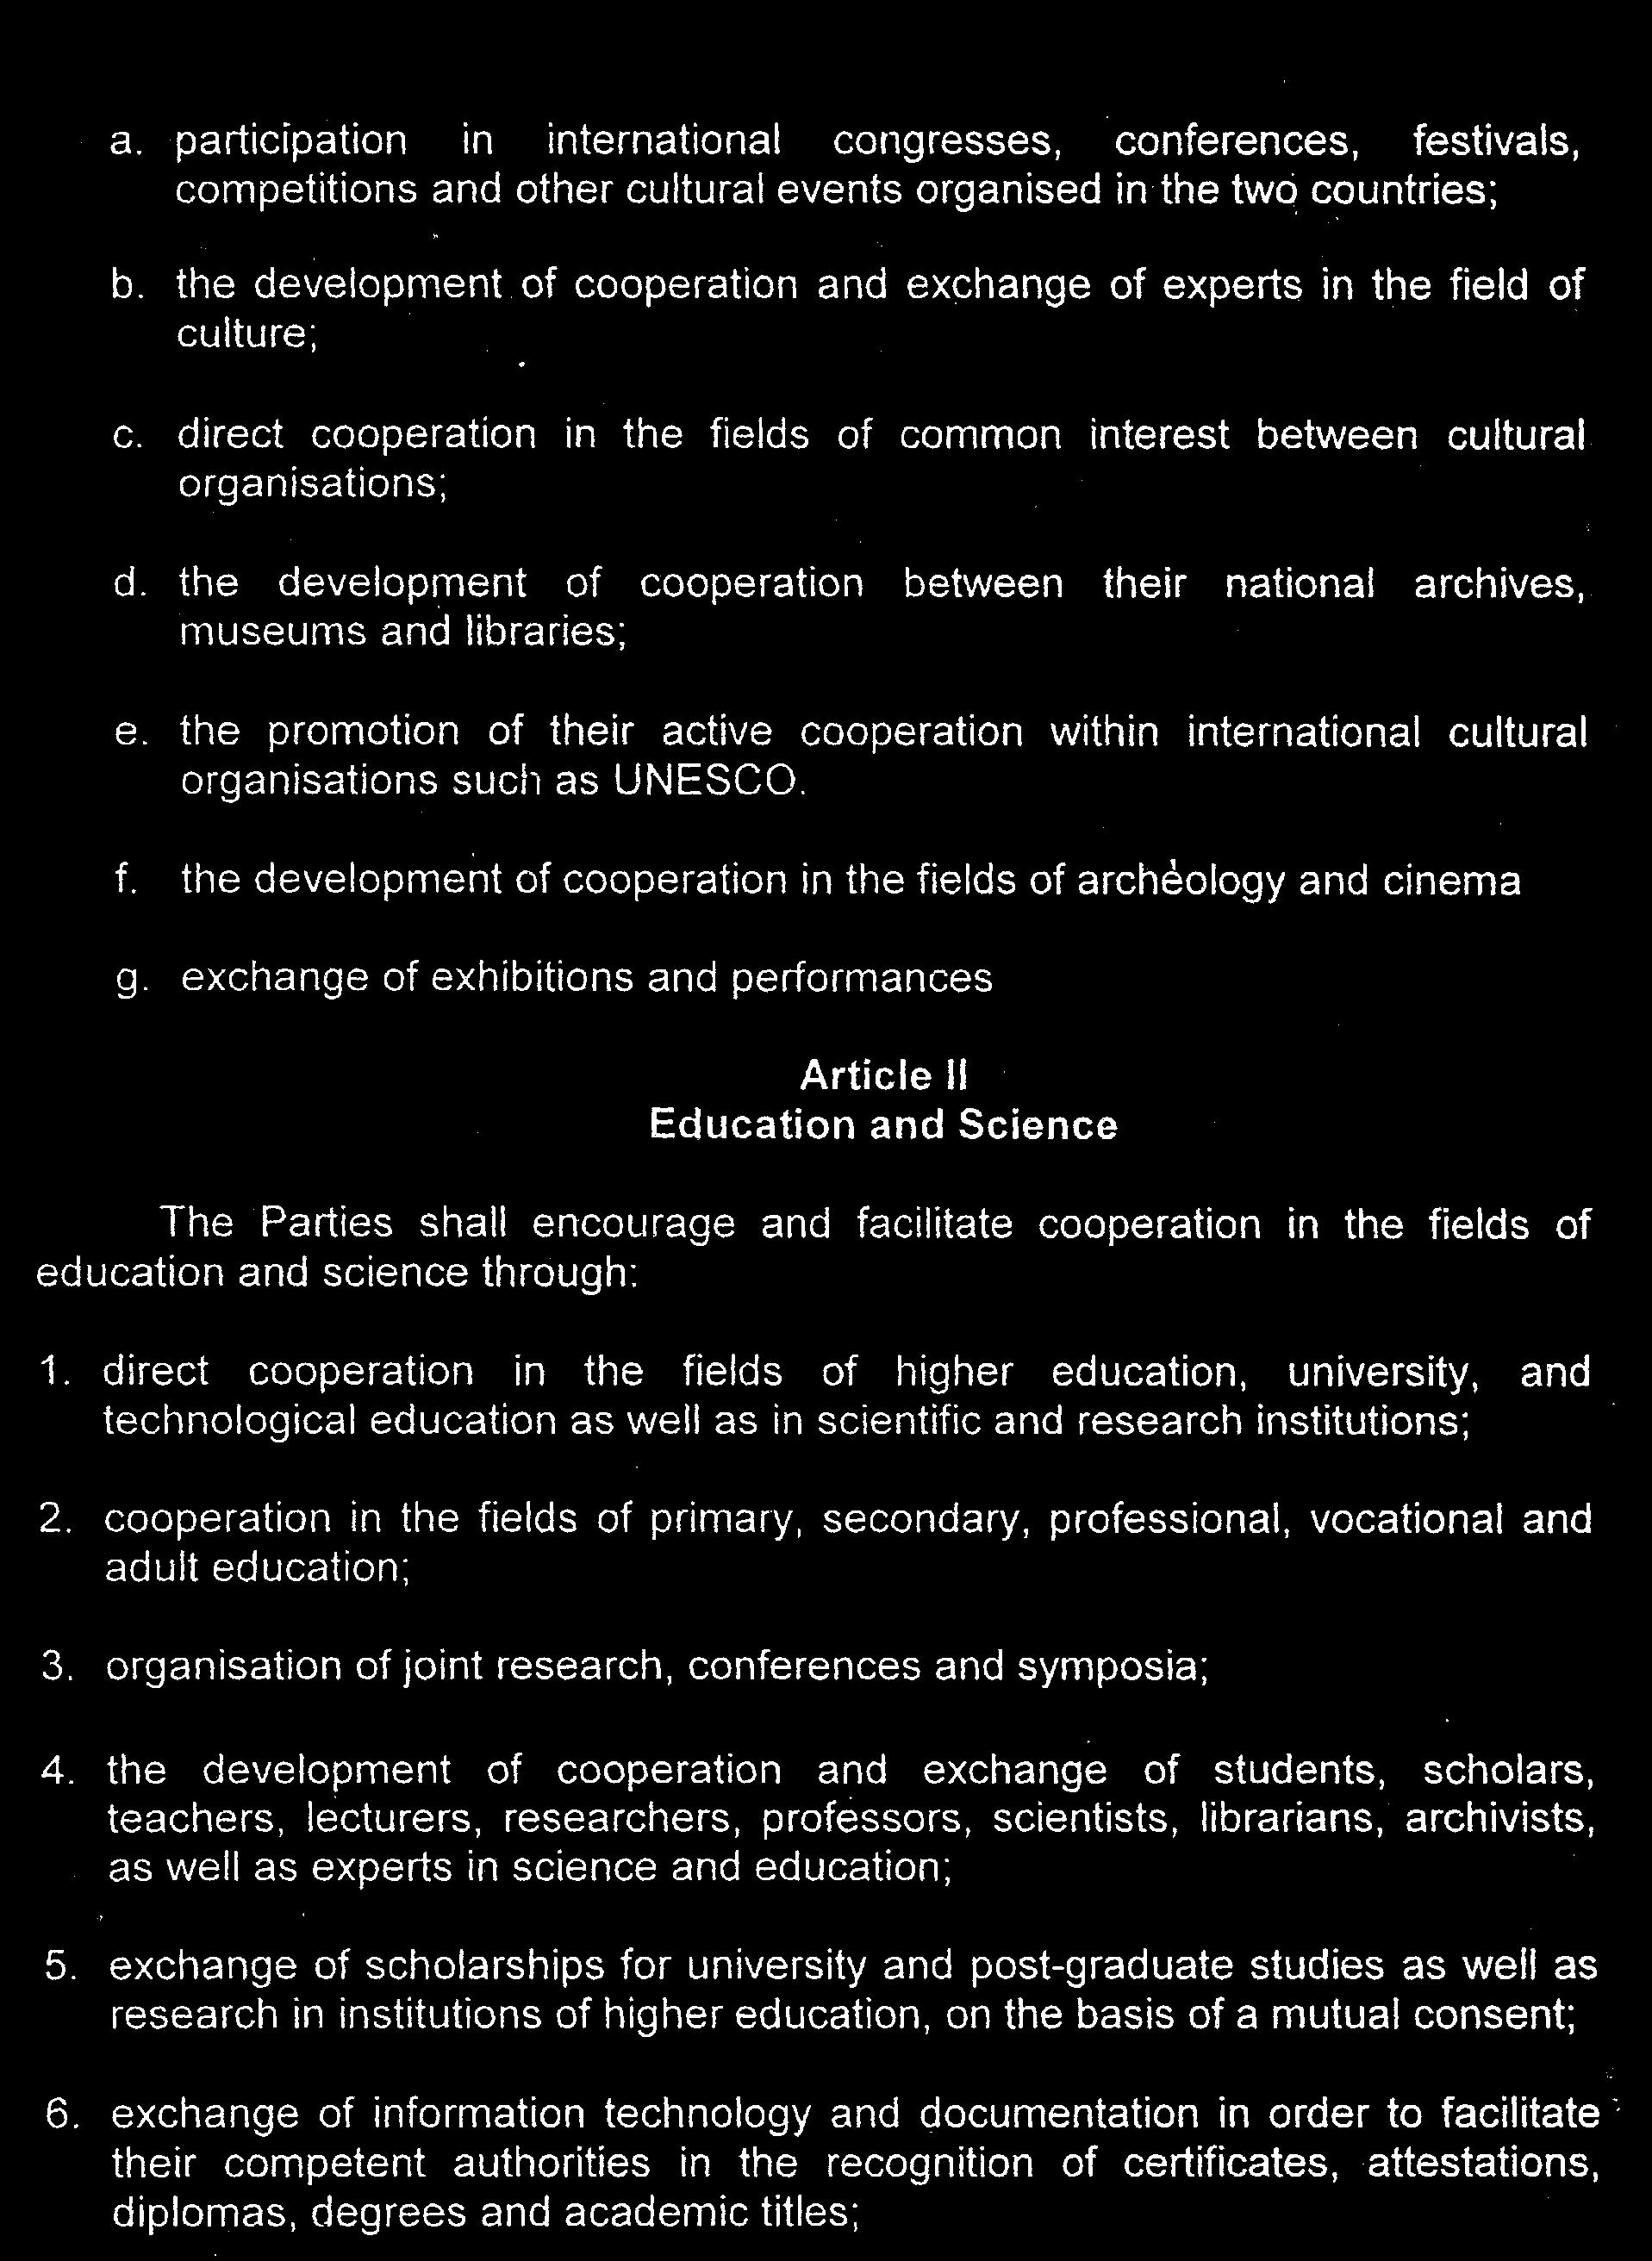 a. participation in international congresses, conferences, festivals,
competitions and other cultural events organised in the two countries;
b. the development of cooperation and exchange of experts in the field of
culture;
c. direct cooperation in the fields of common interest between cultural
organisations;
d. the development of cooperation between their national archives,
museums and libraries;
e. the promotion of their active cooperation within international cultural
organisations such as UNESCO.
f. the development of cooperation in the fields of archeology and cinema
g. exchange of exhibitions and performances
Article II
Education and Science
The Parties shall encourage and facilitate cooperation in the fields of
education and science through:
1. direct cooperation in the fields of higher education, university, and
technological education as well as in scientific and research institutions;
2. cooperation in the fields of primary, secondary, professional, vocational and
adult education;
3. organisation of joint research, conferences and symposia;
4. the development of cooperation and exchange of students, scholars,
teachers, lecturers, researchers, professors, scientists, librarians, archivists,
as well as experts in science and education;
5. exchange of scholarships for university and post-graduate studies as well as
research in institutions of higher education, on the basis of a mutual consent;
6. exchange of information technology and documentation in order to facilitate
their competent authorities in the recognition of certificates, attestations,
diplomas, degrees and academic titles;